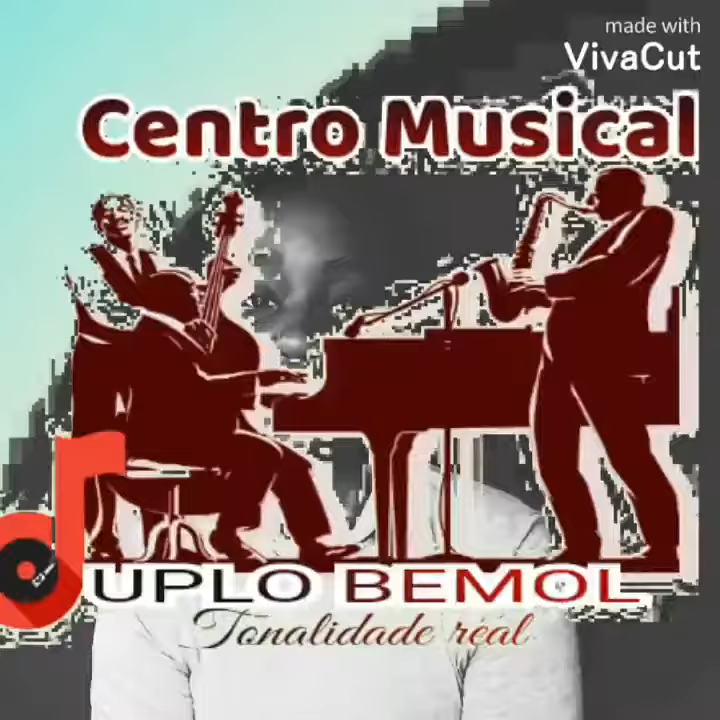 made with
VivaCut
Centro Musical
UPLO BEMOL
Tonalidade real